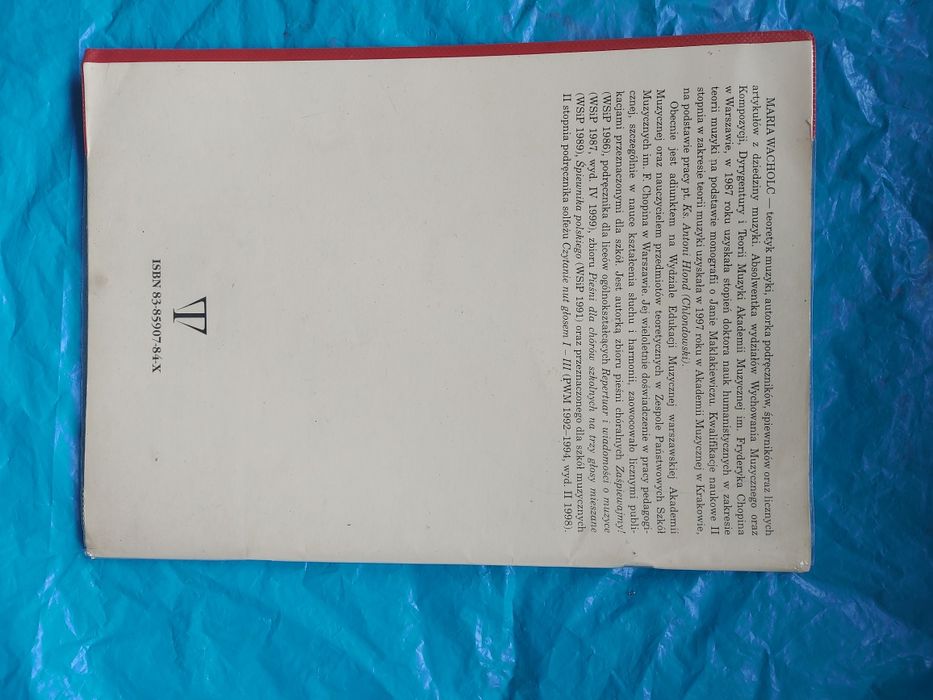 MARIA WACHOLC — teoretyk muzyki, autorka podręczników, śpiewników oraz licznych
artykułów z dziedziny muzyki. Absolwentka wydziałów Wychowania Muzycznego oraz
Kompozycji, Dyrygentury i Teorii Muzyki Akademii Muzycznej im. Fryderyka Chopina
w Warszawie, w 1987 roku uzyskała stopień doktora nauk humanistycznych w zakresie
teorii muzyki na podstawie monografii o Janie Maklakiewiczu. Kwalifikacje naukowe II
stopnia w zakresie teorii muzyki uzyskała w 1997 roku w Akademii Muzycznej w Krakowie,
na podstawie pracy pt. Ks. Antoni Hlond (Chlondowski).
Obecnie jest adiunktem na Wydziale Edukacji Muzycznej warszawskiej Akademii
Muzycznej oraz nauczycielem przedmiotów teoretycznych w Zespole Państwowych Szkół
Muzycznych im. F. Chopina w Warszawie. Jej wieloletnie doświadczenie w pracy pedagogi-
cznej, szczególnie w nauce kształcenia słuchu i harmonii, zaowocowało licznymi publi-
kacjami przeznaczonymi dla szkół. Jest autorką zbioru pieśni chóralnych Zaśpiewajmy!
(WSiP 1986), podręcznika dla liceów ogólnokształcących Repertuar i wiadomości o muzyce
(WSiP 1987, wyd. IV 1999), zbioru Pieśni dla chórów szkolnych na trzy głosy mieszane
(WSiP 1989), Śpiewnika polskiego (WSiP 1991) oraz przeznaczonego dla szkół muzycznych
II stopnia podręcznika solfeżu Czytanie nut głosem I – III (PWM 1992–1994, wyd. II 1998).
ISBN 83-85907-84-X